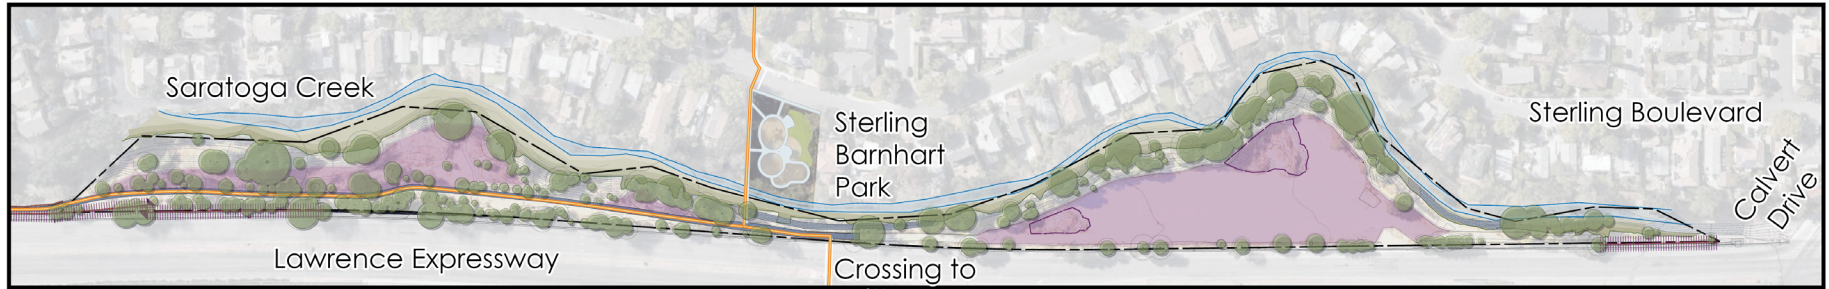 Saratoga Creek
Sterling
Barnhart
Park
Sterling Boulevard
Calvert
Drive
Lawrence Expressway
Crossing to